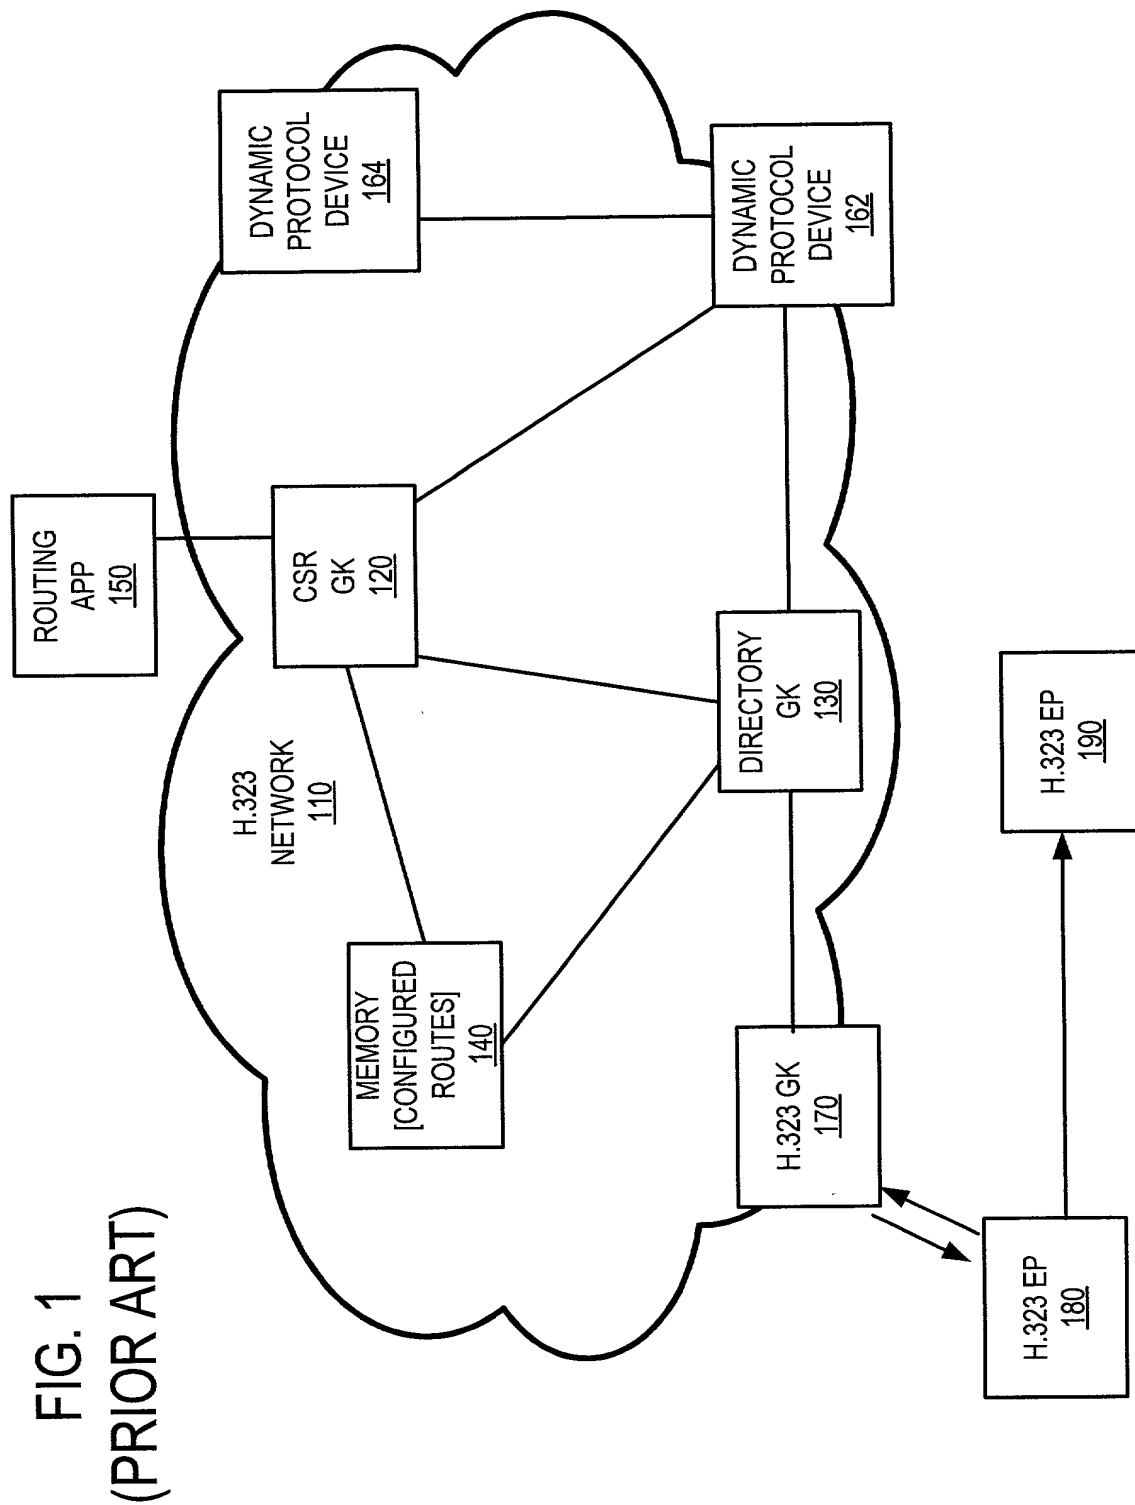 FIG. 1
(PRIOR ART)
ROUTING
APP
150
H.323
NETWORK
110
CSR
GK
120
DYNAMIC
PROTOCOL
DEVICE
164
MEMORY
[CONFIGURED
ROUTES]
140
DIRECTORY
GK
130
DYNAMIC
PROTOCOL
DEVICE
162
H.323 GK
170
H.323 EP
180
H.323 EP
190